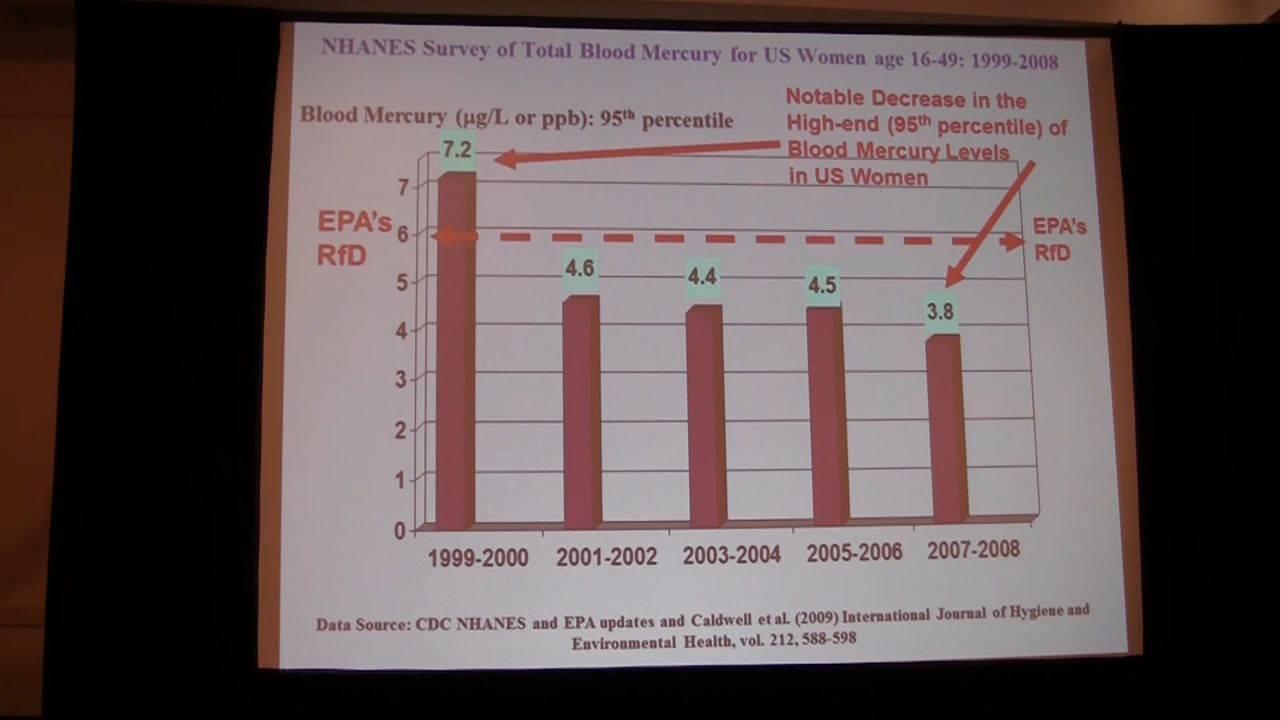 NHANES Survey of Total Blood Mercury for US Women age 16-49: 1999-2008
Blood Mercury (µg/L or ppb): 95th percentile
Notable Decrease in the
High-end (95th percentile) of
Blood Mercury Levels
in US Women
7.2
7
EPA's
RfD
6
EPA's
RfD
4.6
4.4
4.5
3.8
5
4
3
2
1
0
1999-2000
2001-2002
2003-2004
2005-2006
2007-2008
Data Source: CDC NHANES and EPA updates and Caldwell et al. (2009) International Journal of Hygiene and
Environmental Health, vol. 212, 588-598